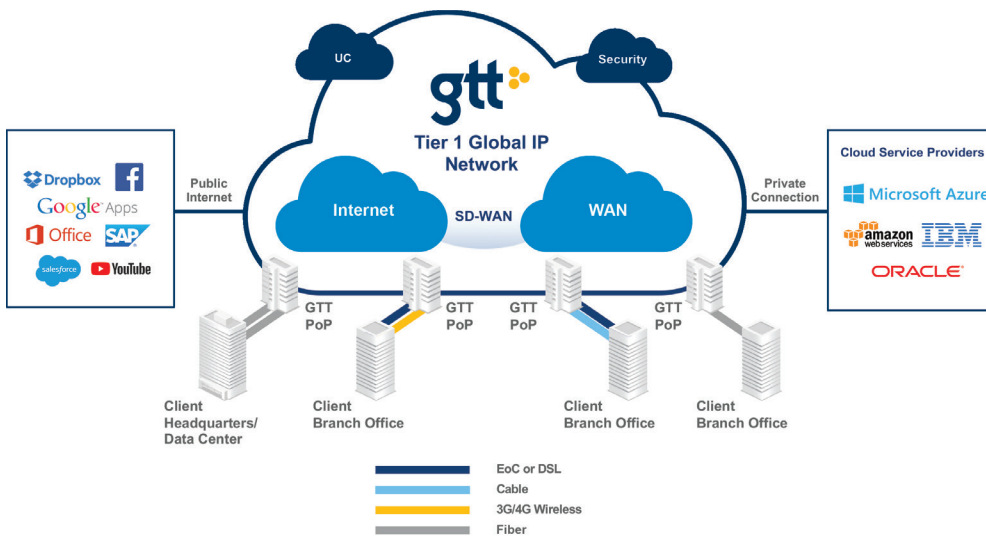 UC
Security
gtt
Tier 1 Global IP
Network
Dropbox
f
Google Apps
Office
SAP
salesforce
YouTube
Public
Internet
Internet
SD-WAN
WAN
Private
Connection
Cloud Service Providers
Microsoft Azure
amazon
webservices
IBM
ORACLE
GTT
PoP
GTT
PoP
GTT
PoP
GTT
PoP
Client
Headquarters/
Data Center
Client
Branch Office
Client
Branch Office
Client
Branch Office
EoC or DSL
Cable
3G/4G Wireless
Fiber